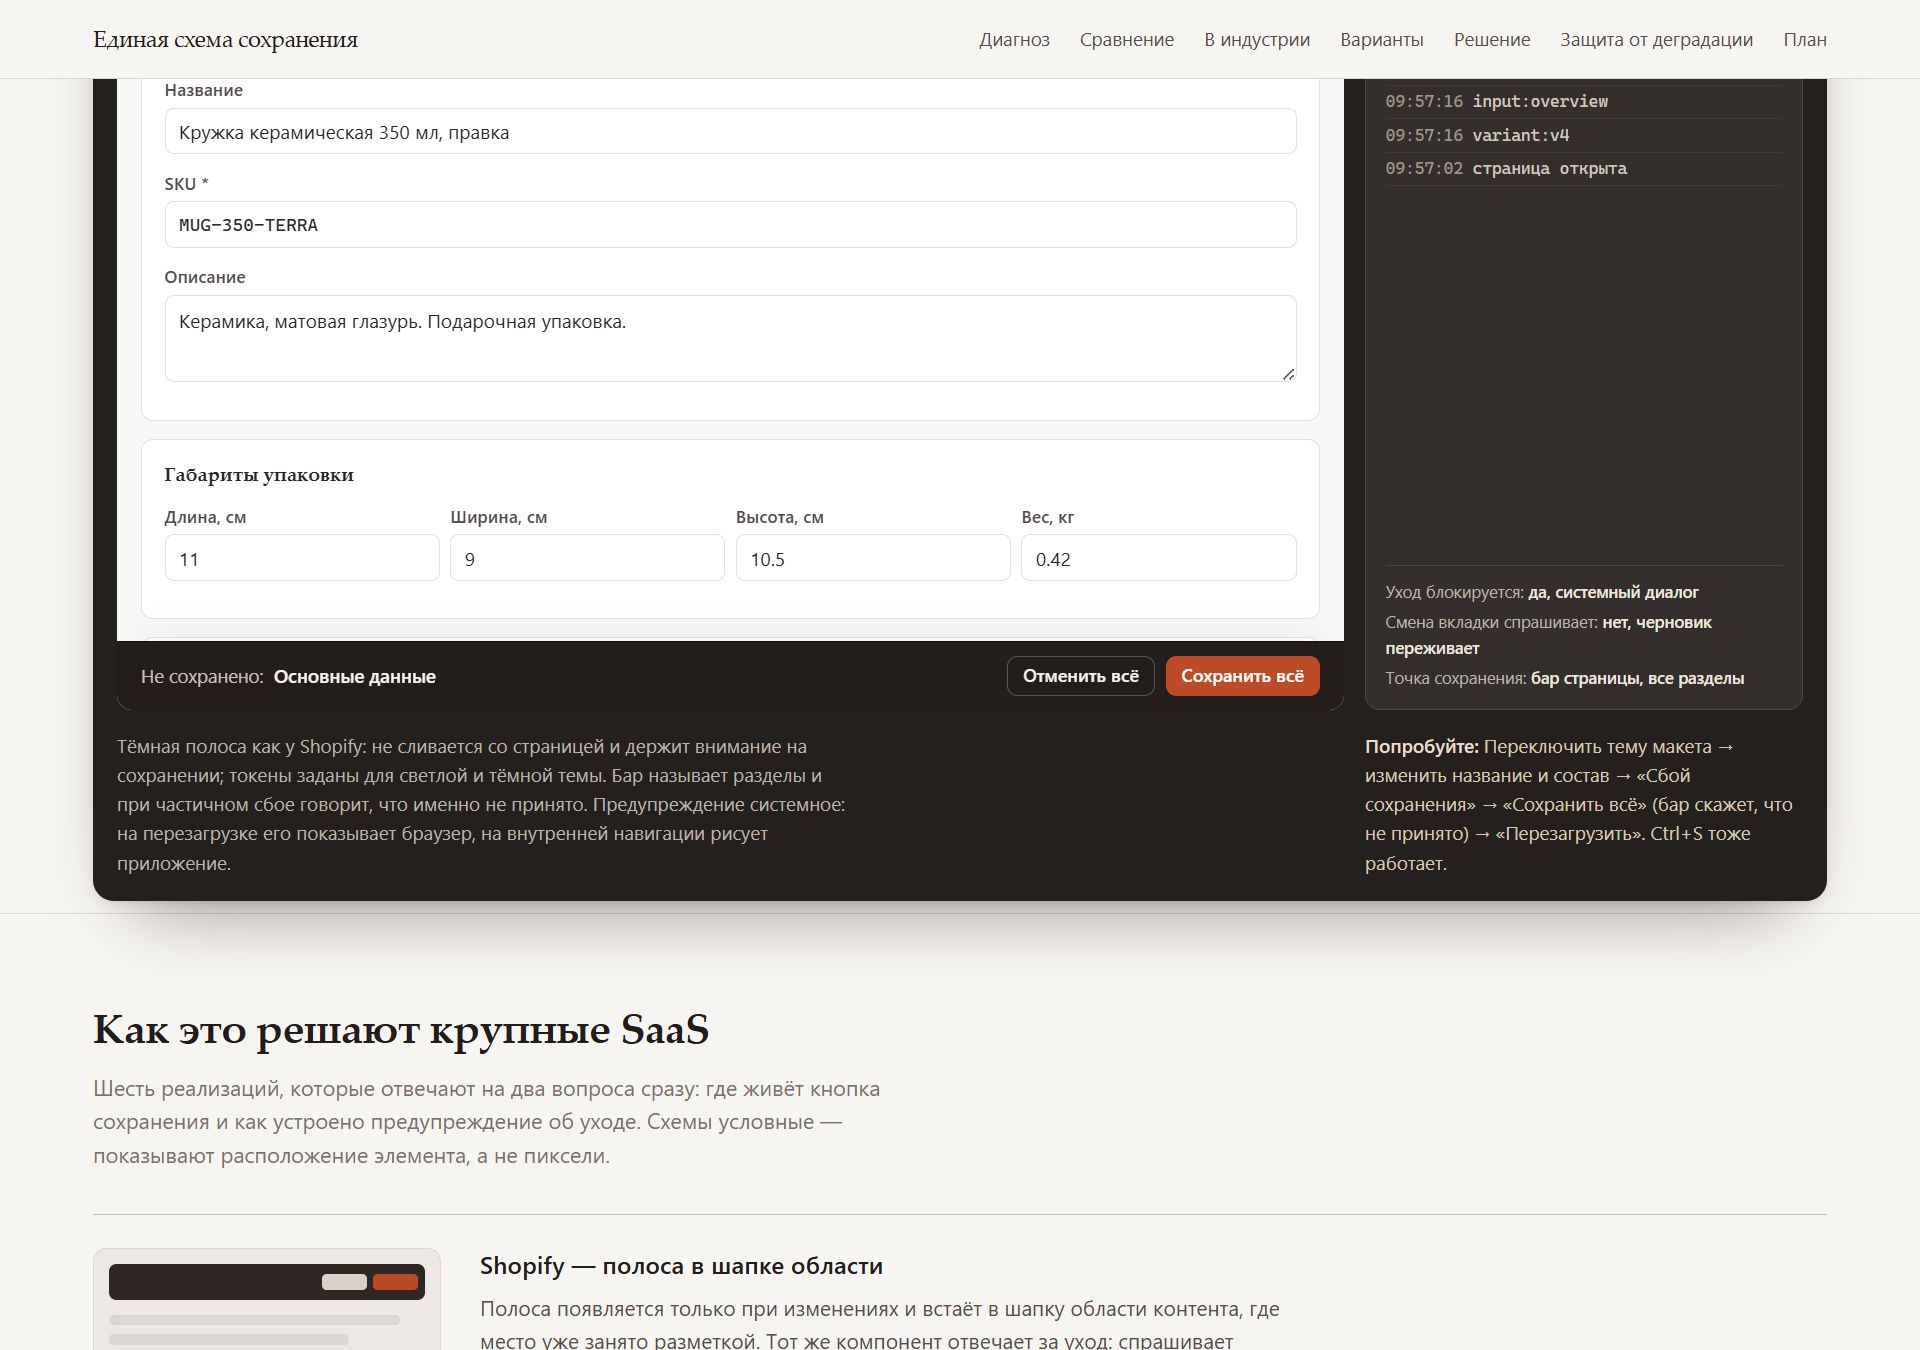 Единая схема сохранения
Диагноз
Сравнение
В индустрии
Варианты
Решение
Защита от деградации
План
Название
Кружка керамическая 350 мл, правка
SKU *
MUG-350-TERRA
Описание
Керамика, матовая глазурь. Подарочная упаковка.
Габариты упаковки
Длина, см
Ширина, см
Высота, см
Вес, кг
11
9
10.5
0.42
Не сохранено: Основные данные
Отменить всё
Сохранить всё
09:57:16 input:overview
09:57:16 variant:v4
09:57:02 страница открыта
Уход блокируется: да, системный диалог
Смена вкладки спрашивает: нет, черновик
переживает
Точка сохранения: бар страницы, все разделы
Тёмная полоса как у Shopify: не сливается со страницей и держит внимание на
сохранении; токены заданы для светлой и тёмной темы. Бар называет разделы и
при частичном сбое говорит, что именно не принято. Предупреждение системное:
на перезагрузке его показывает браузер, на внутренней навигации рисует
приложение.
Попробуйте: Переключить тему макета →
изменить название и состав → «Сбой
сохранения» → «Сохранить всё» (бар скажет, что
не принято) → «Перезагрузить». Ctrl+S тоже
работает.
Как это решают крупные SaaS
Шесть реализаций, которые отвечают на два вопроса сразу: где живёт кнопка
сохранения и как устроено предупреждение об уходе. Схемы условные —
показывают расположение элемента, а не пиксели.
Shopify — полоса в шапке области
Полоса появляется только при изменениях и встаёт в шапку области контента, где
место уже занято разметкой. Тот же компонент отвечает за уход: спрашивает